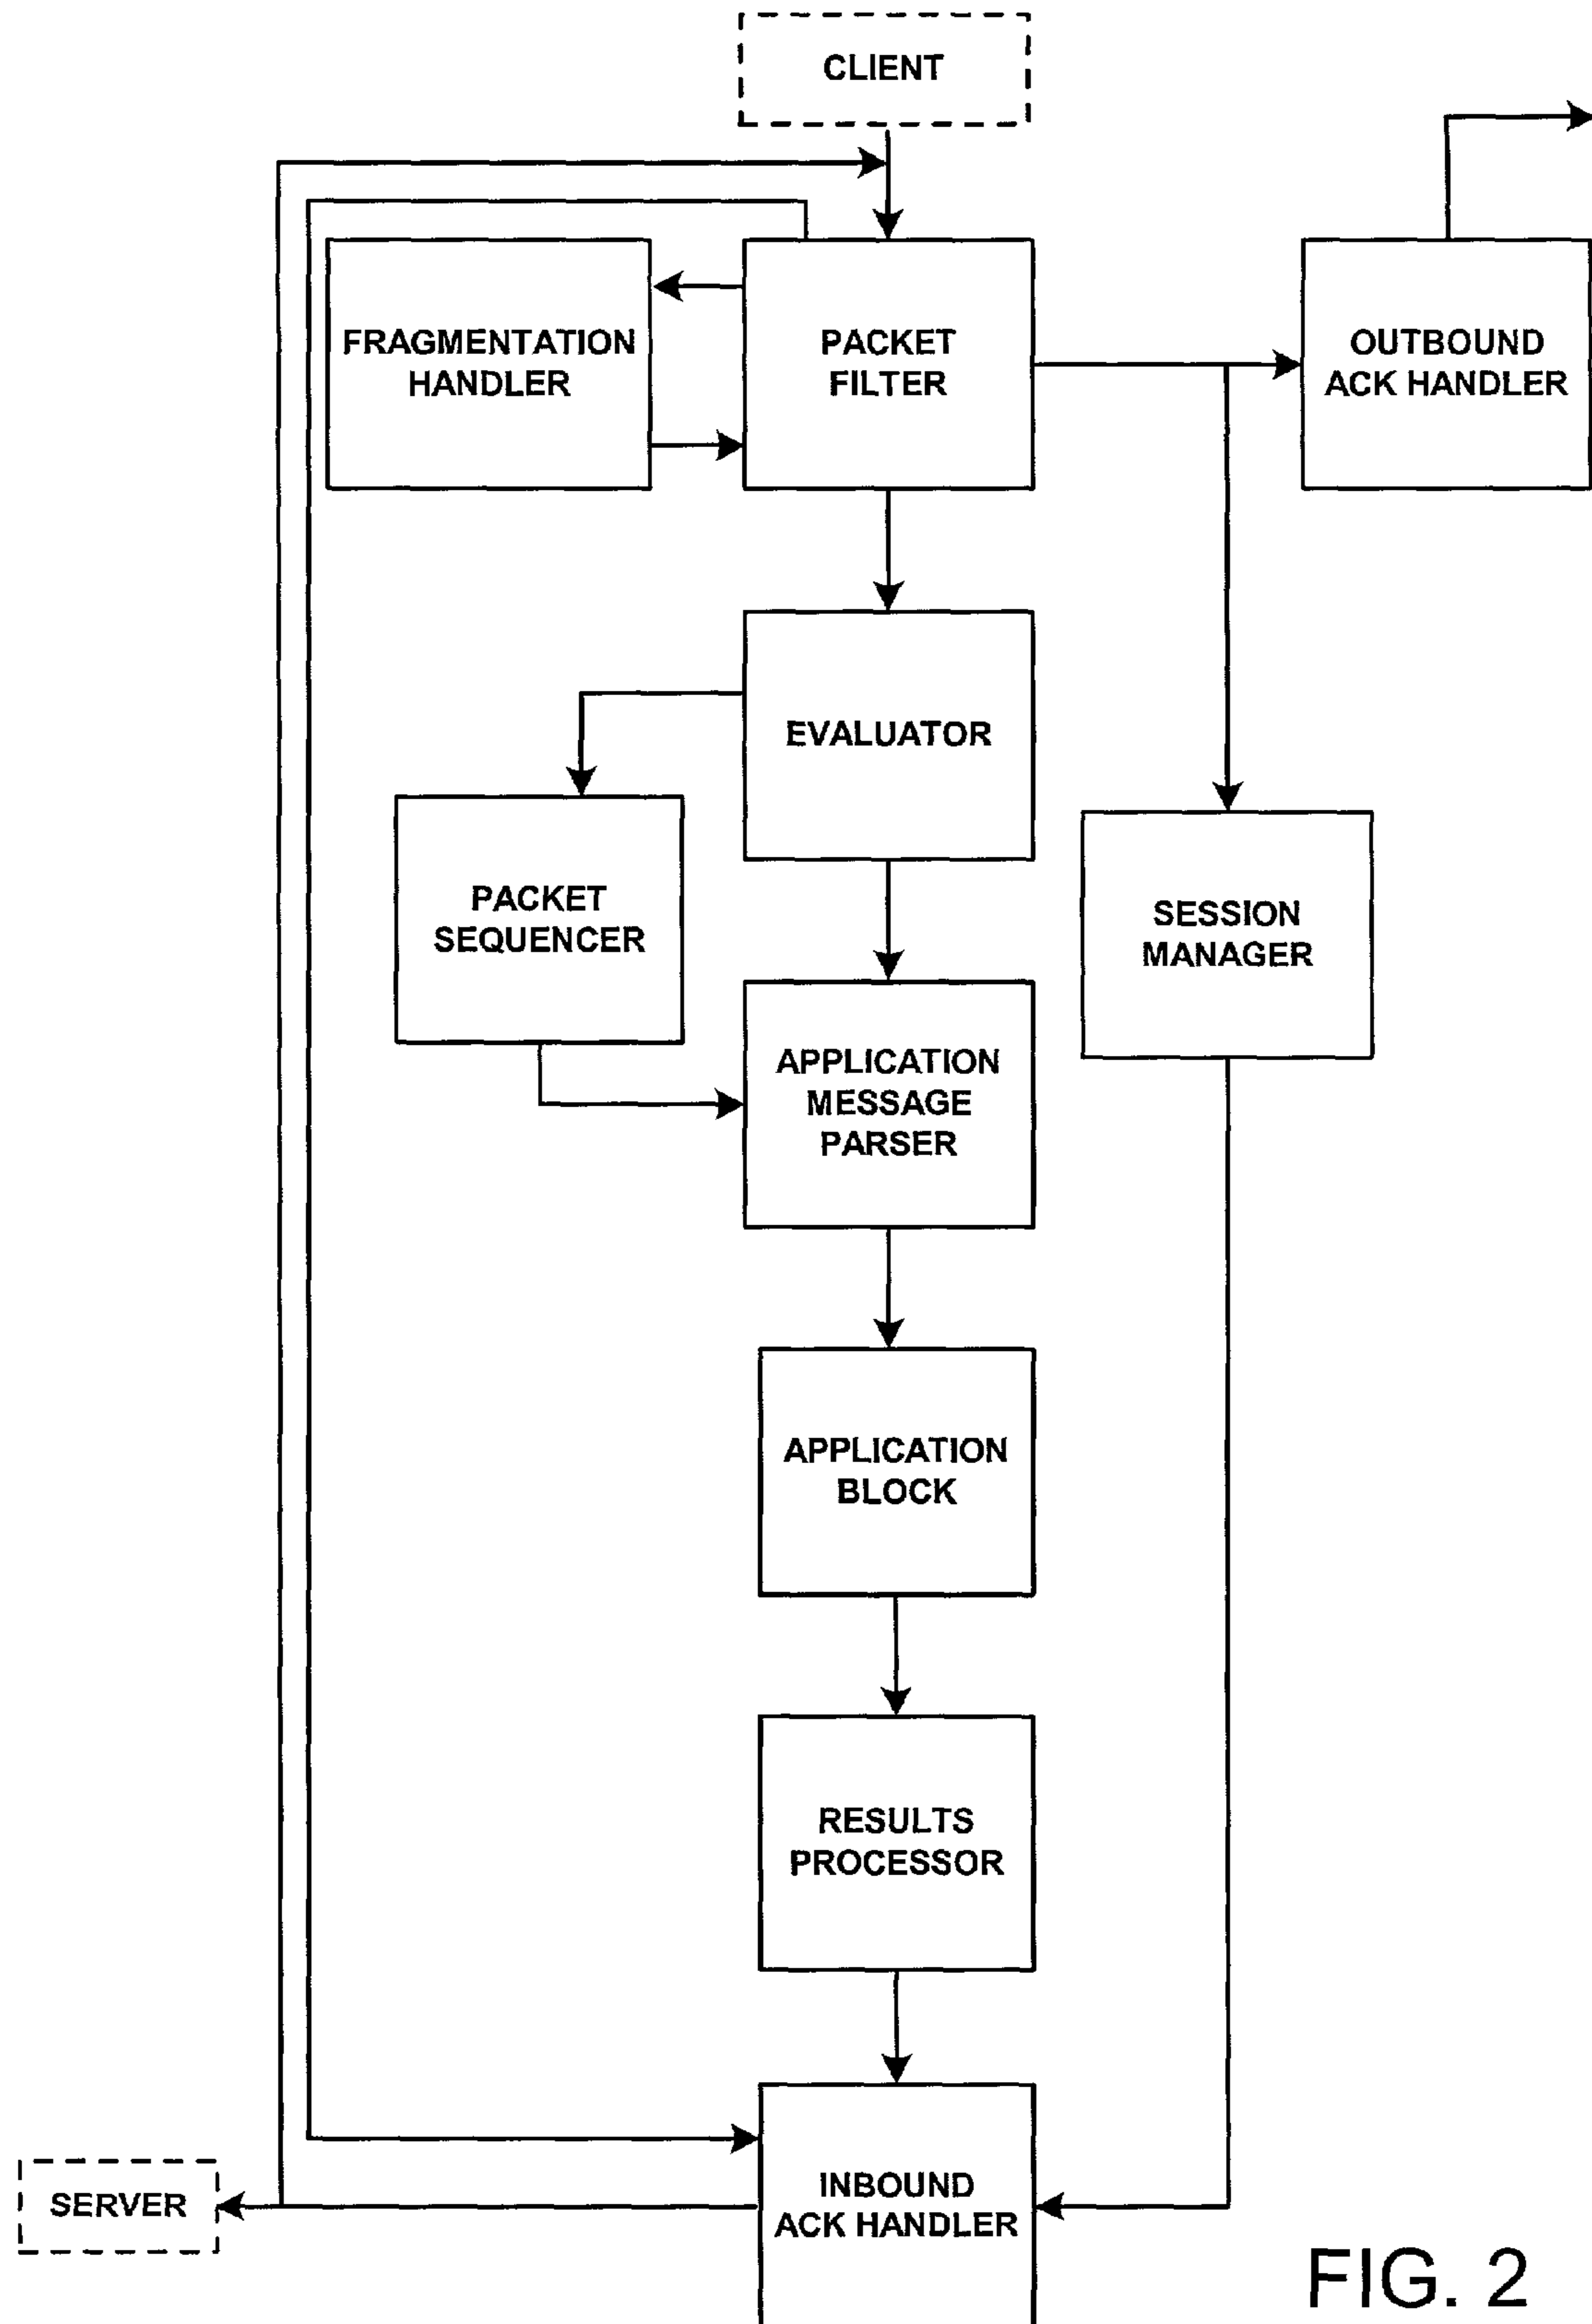 CLIENT
FRAGMENTATION
HANDLER
PACKET
FILTER
OUTBOUND
ACK HANDLER
EVALUATOR
PACKET
SEQUENCER
SESSION
MANAGER
APPLICATION
MESSAGE
PARSER
APPLICATION
BLOCK
RESULTS
PROCESSOR
SERVER
INBOUND
ACK HANDLER
FIG. 2